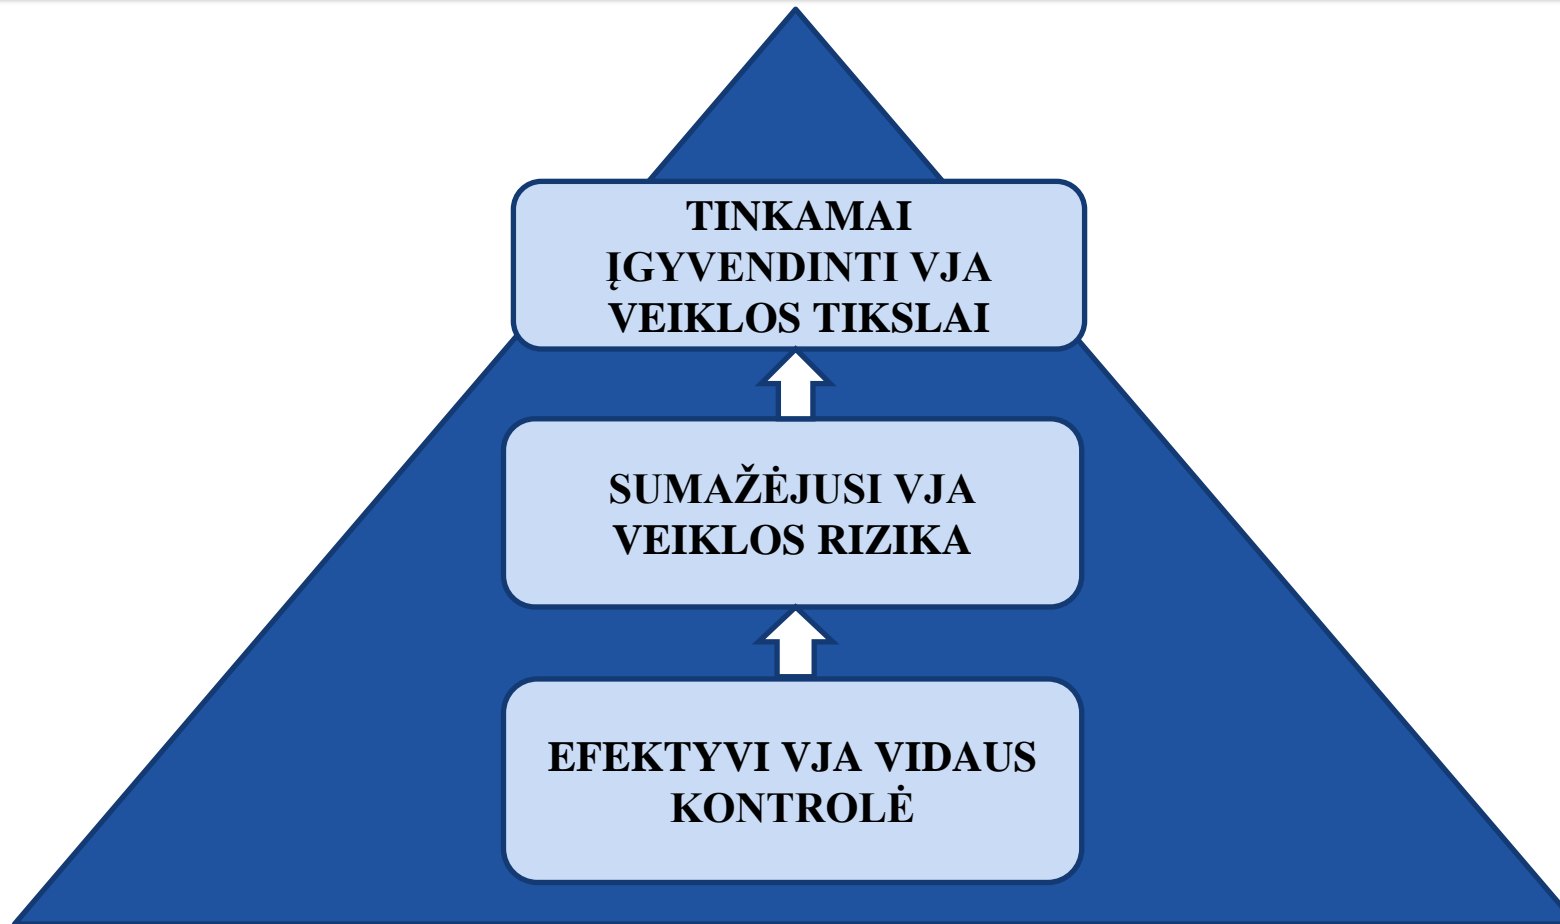 TINKAMAI
ĮGYVENDINTI VJA
VEIKLOS TIKSLAI
SUMAŽĖJUSI VJA
VEIKLOS RIZIKA
EFEKTYVI VJA VIDAUS
KONTROLĖ